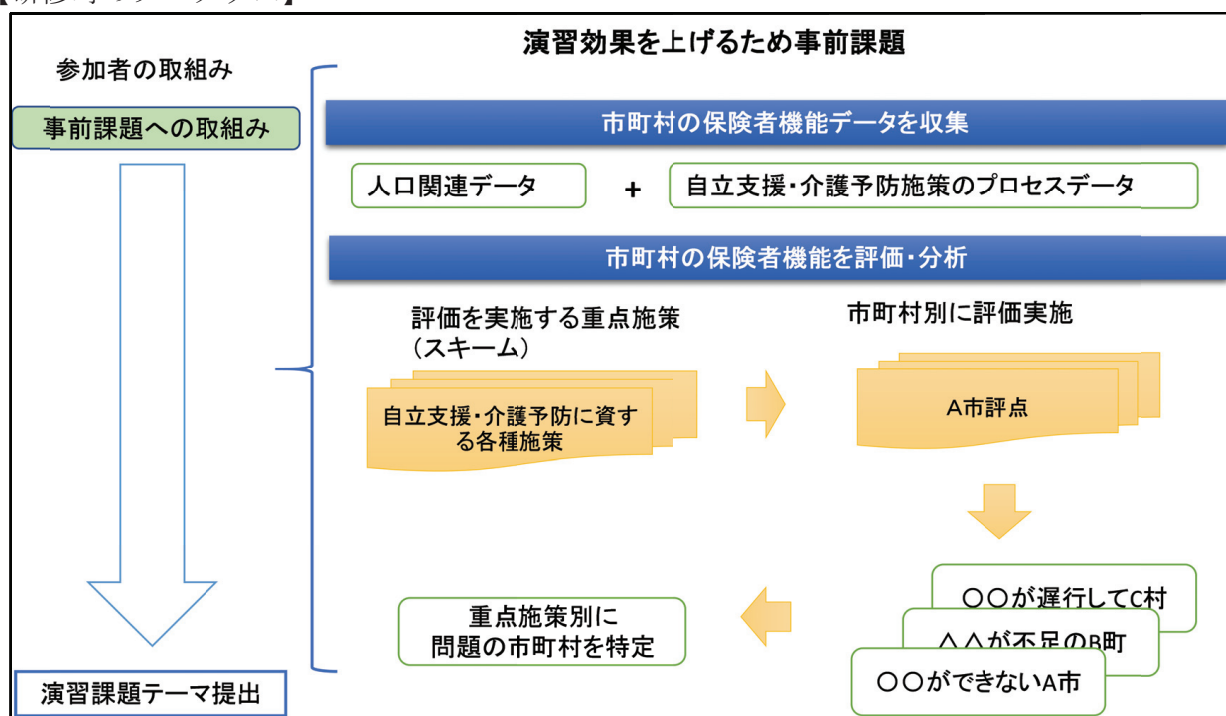 演習効果を上げるため事前課題
参加者の取組み
事前課題への取組み
市町村の保険者機能データを収集
人口関連データ
+
自立支援・介護予防施策のプロセスデータ
市町村の保険者機能を評価・分析
評価を実施する重点施策
（スキーム）
市町村別に評価実施
自立支援・介護予防に資す
る各種施策
A市評点
〇〇が遅行してC村
△△が不足のB町
〇〇ができないA市
重点施策別に
問題の市町村を特定
演習課題テーマ提出